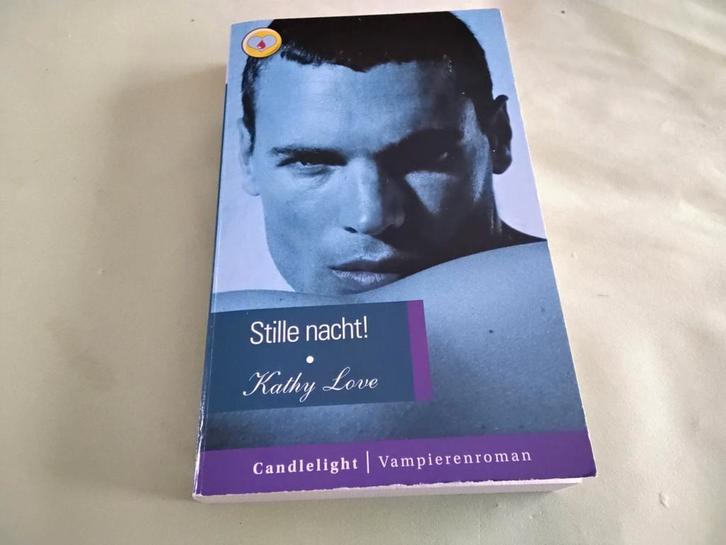 Stille nacht!
Kathy Love
Candlelight | Vampierenroman